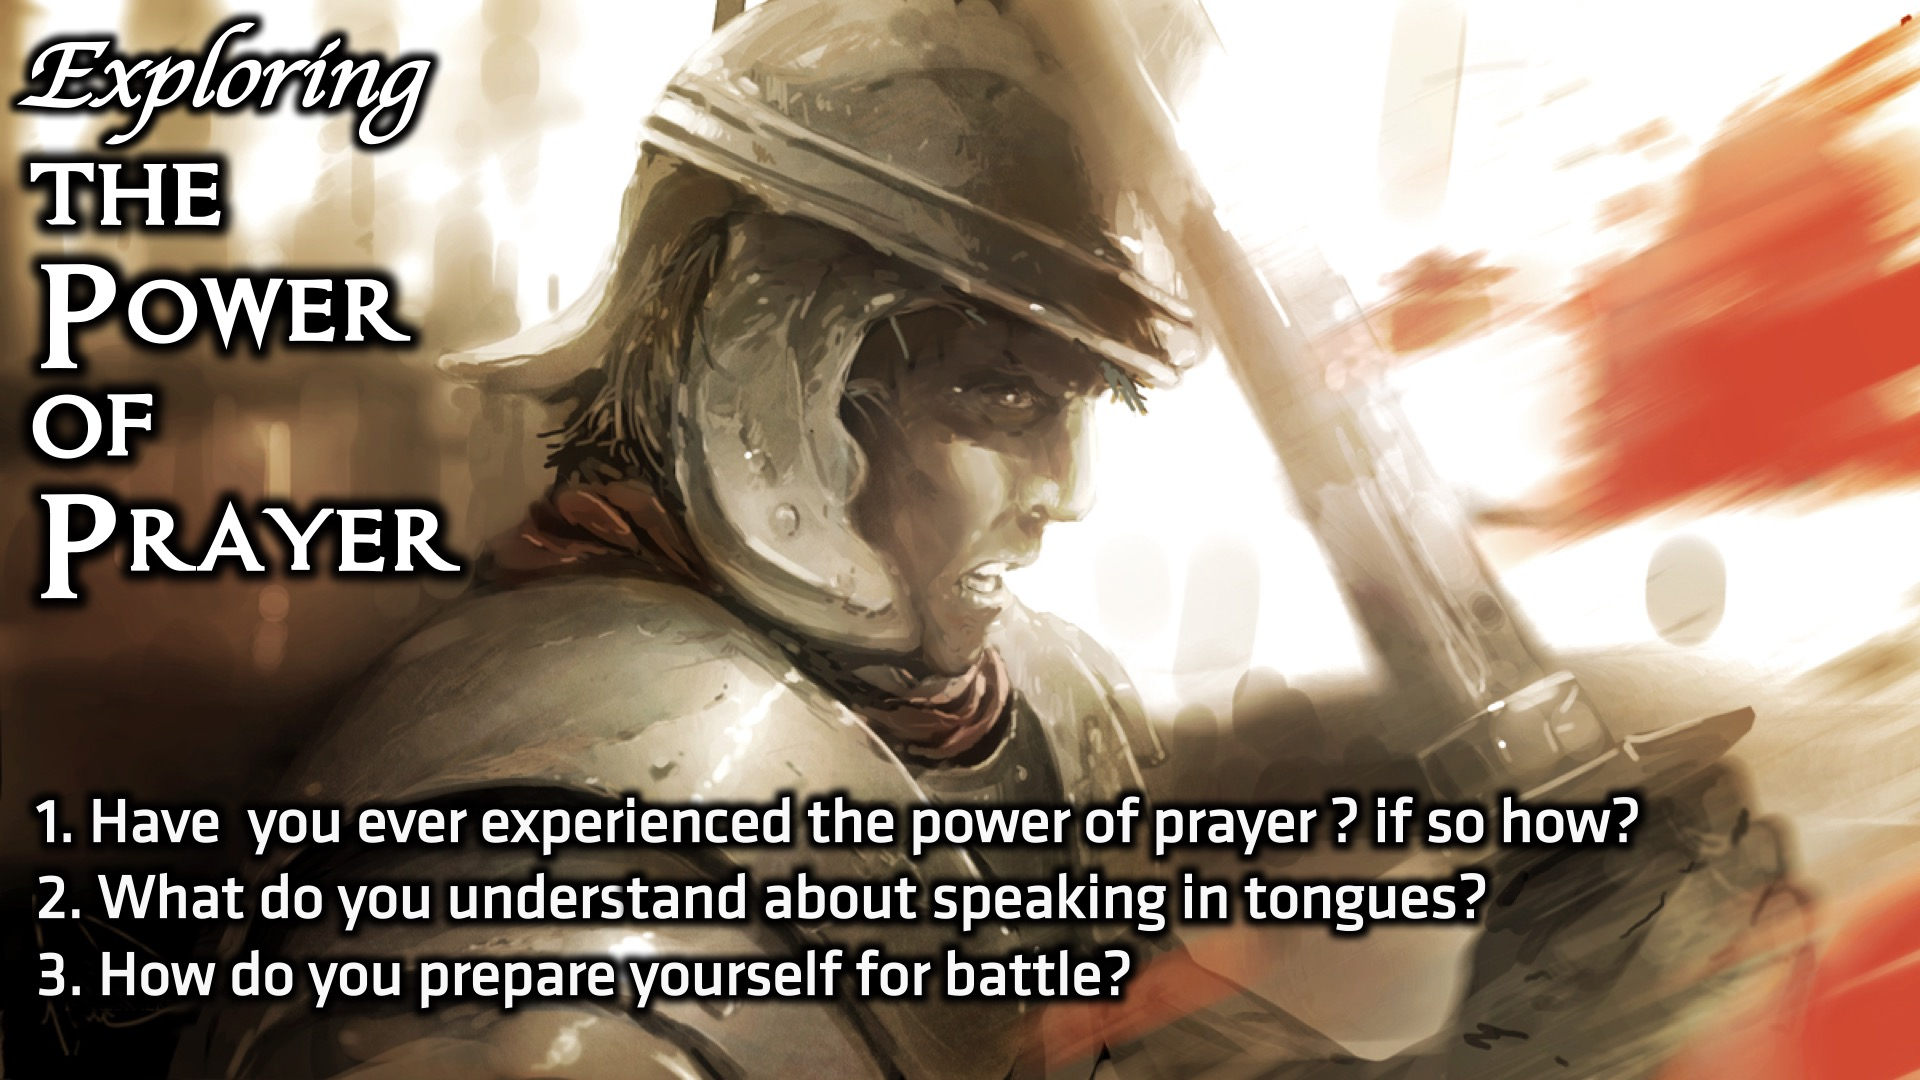 Exploring
THE
POWER
OF
PRAYER
1. Have  you ever experienced the power of prayer ? if so how?
2. What do you understand about speaking in tongues?
3. How do you prepare yourself for battle?